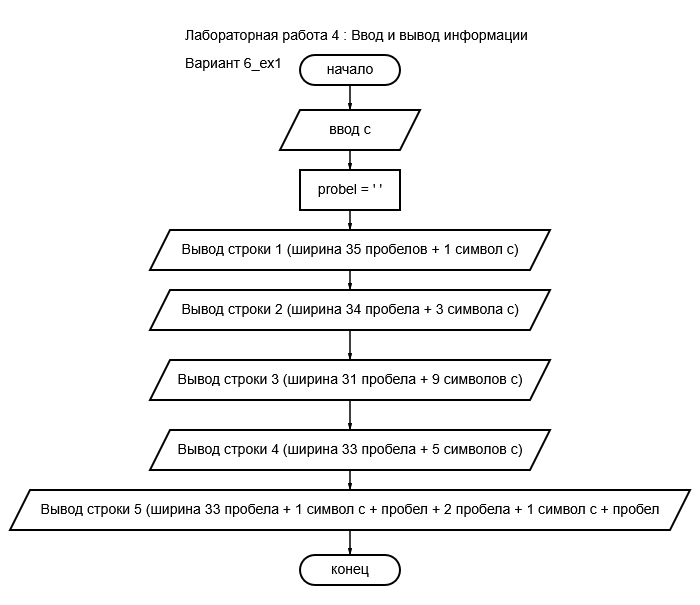 Лабораторная работа 4 : Ввод и вывод информации
Вариант 6_ex1
начало
ввод с
probel = ' '
Вывод строки 1 (ширина 35 пробелов + 1 символ с)
Вывод строки 2 (ширина 34 пробела + 3 символа с)
Вывод строки 3 (ширина 31 пробела + 9 символов с)
Вывод строки 4 (ширина 33 пробела + 5 символов с)
Вывод строки 5 (ширина 33 пробела + 1 символ с + пробел + 2 пробела + 1 символ с + пробел
конец